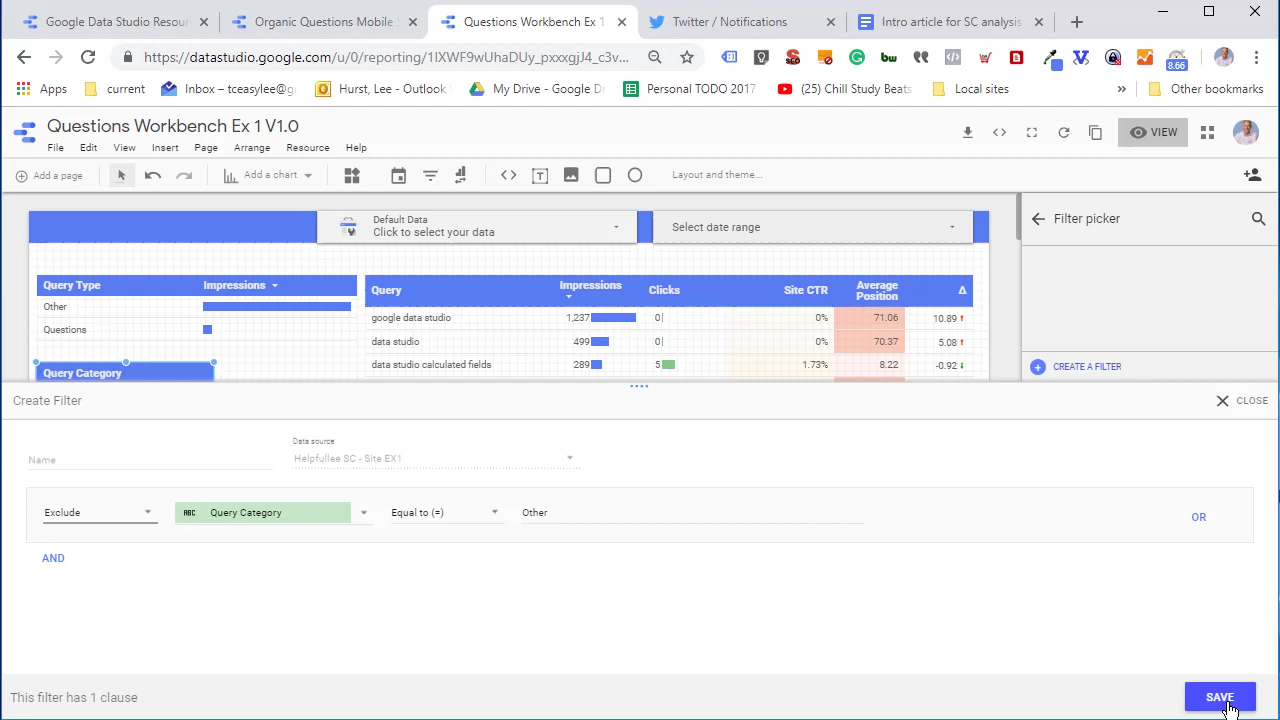 Google Data Studio Resou
Organic Questions Mobile
Questions Workbench Ex 1
Twitter / Notifications
Intro article for SC analysis
https://datastudio.google.com/u/0/reporting/1IXWF9wUhaDUy_pxxxgjJ4_c3v...
8.66
Apps
current
Inbox – tceasylee@g
Hurst, Lee - Outlook
My Drive - Google D
Personal TODO 2017
(25) Chill Study Beats
Local sites
»
Other bookmarks
Questions Workbench Ex 1 V1.0
VIEW
File Edit View Insert Page Arrange Resource Help
Add a page
Add a chart
Layout and theme...
Default Data
Click to select your data
Select date range
Filter picker
Query Type Impressions
Other
Questions
Query Category
Query Impressions Clicks Site CTR Average Position Δ
google data studio 1,237 0 0% 71.06 10.89
data studio 499 0 0% 70.37 5.08
data studio calculated fields 289 5 1.73% 8.22 -0.92
CREATE A FILTER
Create Filter
CLOSE
Name
Data source
Helpfullee SC - Site EX1
Exclude ABC Query Category Equal to (=) Other
OR
AND
This filter has 1 clause
SAVE